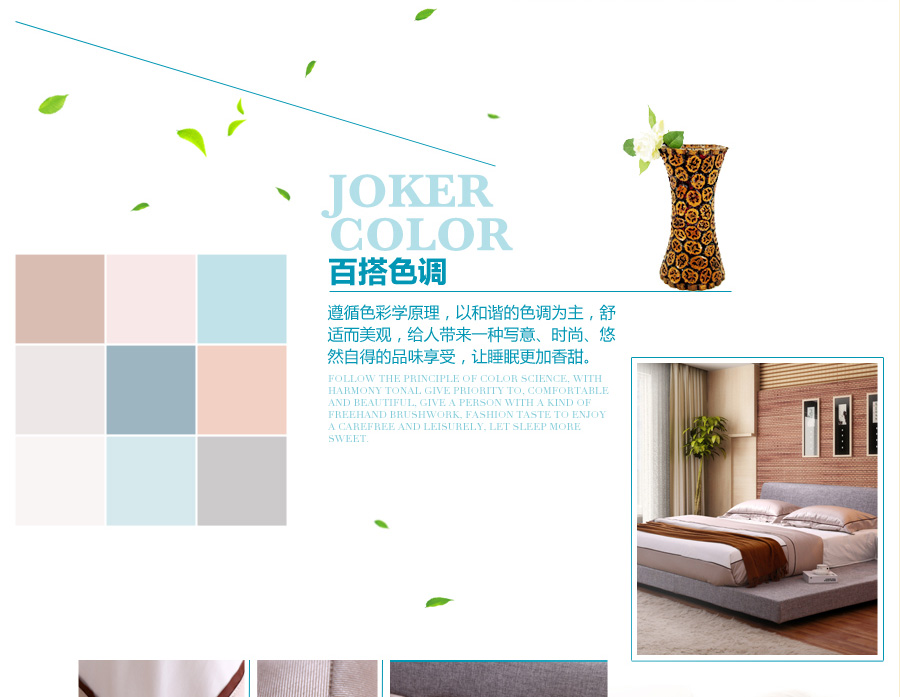 JOKER
COLOR
百搭色调
遵循色彩学原理，以和谐的色调为主，舒
适而美观，给人带来一种写意、时尚、悠
然自得的品味享受，让睡眠更加香甜。
FOLLOW THE PRINCIPLE OF COLOR SCIENCE, WITH
HARMONY TONAL GIVE PRIORITY TO, COMFORTABLE
AND BEAUTIFUL, GIVE A PERSON WITH A KIND OF
FREEHAND BRUSHWORK, FASHION TASTE TO ENJOY
A CAREFREE AND LEISURELY, LET SLEEP MORE
SWEET.